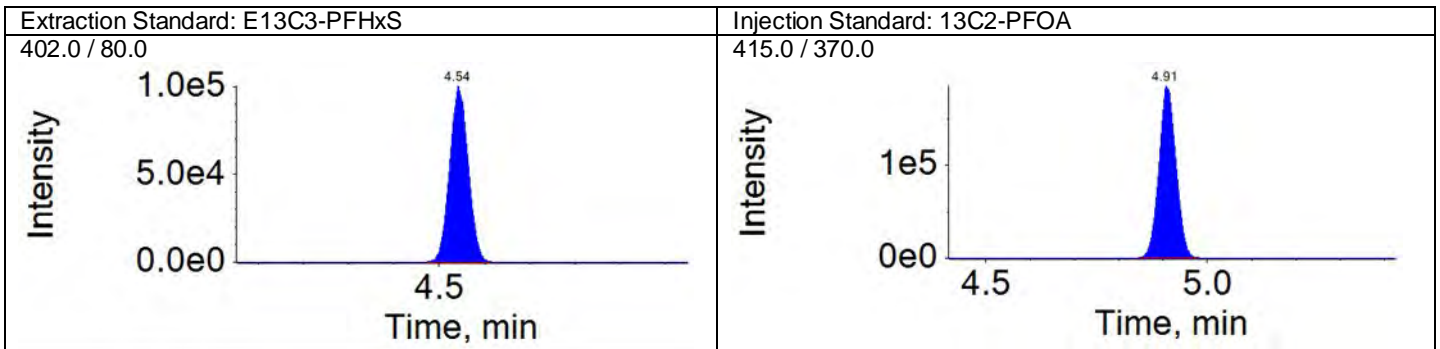 Extraction Standard: E13C3-PFHxS
402.0 / 80.0
4.54
1.0e5
5.0e4
0.0e0
Intensity
4.5
Time, min
Injection Standard: 13C2-PFOA
415.0 / 370.0
4.91
1e5
0e0
Intensity
4.5 5.0
Time, min